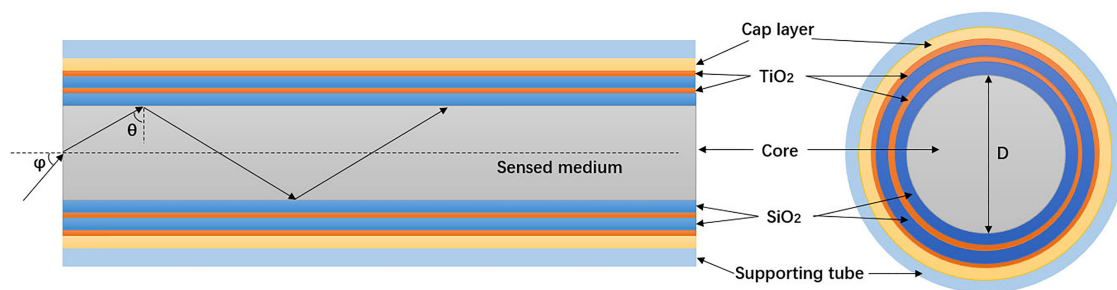 Cap layer
TiO2
θ
φ
Core
D
Sensed medium
SiO2
Supporting tube